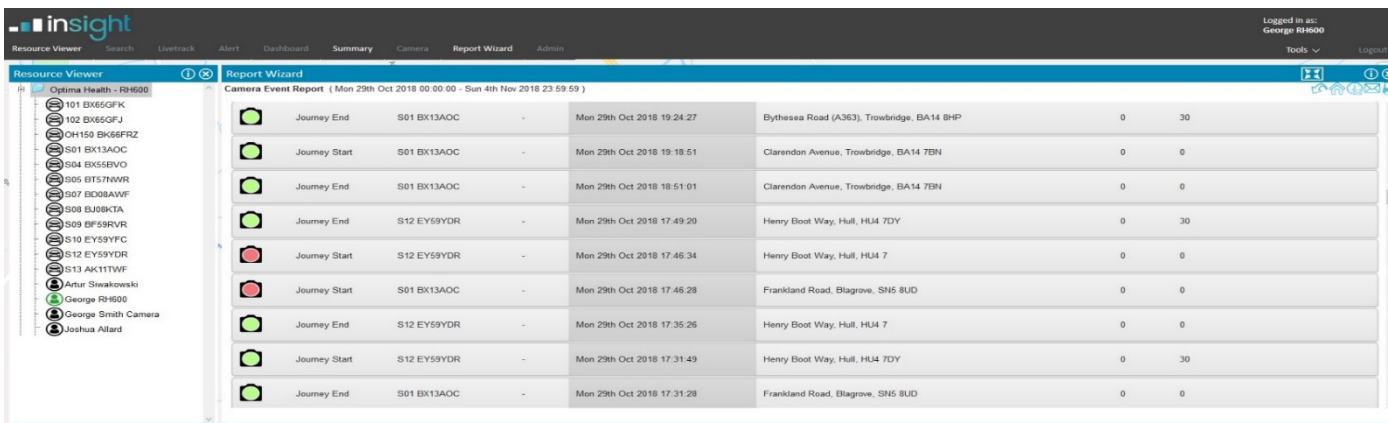 insight
Logged in as:
George RH600
Resource Viewer Search Livetrack Alert Dashboard Summary Camera Report Wizard Admin Tools Logout
Resource Viewer
Optima Health - RH600
101 BX65GFK
102 BX65GFJ
OH150 BK66FRZ
S01 BX13AOC
S04 BX55BVO
S05 BT57NWR
S07 BD08AWF
S08 BJ08KTA
S09 BF59RVR
S10 EY59YFC
S12 EY59YDR
S13 AK11TWF
Artur Siwakowski
George RH600
George Smith Camera
Joshua Allard
Report Wizard
Camera Event Report ( Mon 29th Oct 2018 00:00:00 - Sun 4th Nov 2018 23:59:59 )
Journey End S01 BX13AOC - Mon 29th Oct 2018 19:24:27 Bythesea Road (A363), Trowbridge, BA14 8HP 0 30
Journey Start S01 BX13AOC - Mon 29th Oct 2018 19:18:51 Clarendon Avenue, Trowbridge, BA14 7BN 0 0
Journey End S01 BX13AOC - Mon 29th Oct 2018 18:51:01 Clarendon Avenue, Trowbridge, BA14 7BN 0 0
Journey End S12 EY59YDR - Mon 29th Oct 2018 17:49:20 Henry Boot Way, Hull, HU4 7DY 0 30
Journey Start S12 EY59YDR - Mon 29th Oct 2018 17:46:34 Henry Boot Way, Hull, HU4 7 0 0
Journey Start S01 BX13AOC - Mon 29th Oct 2018 17:46:28 Frankland Road, Blagrove, SN5 8UD 0 0
Journey End S12 EY59YDR - Mon 29th Oct 2018 17:35:26 Henry Boot Way, Hull, HU4 7 0 0
Journey Start S12 EY59YDR - Mon 29th Oct 2018 17:31:49 Henry Boot Way, Hull, HU4 7DY 0 30
Journey End S01 BX13AOC - Mon 29th Oct 2018 17:31:28 Frankland Road, Blagrove, SN5 8UD 0 0